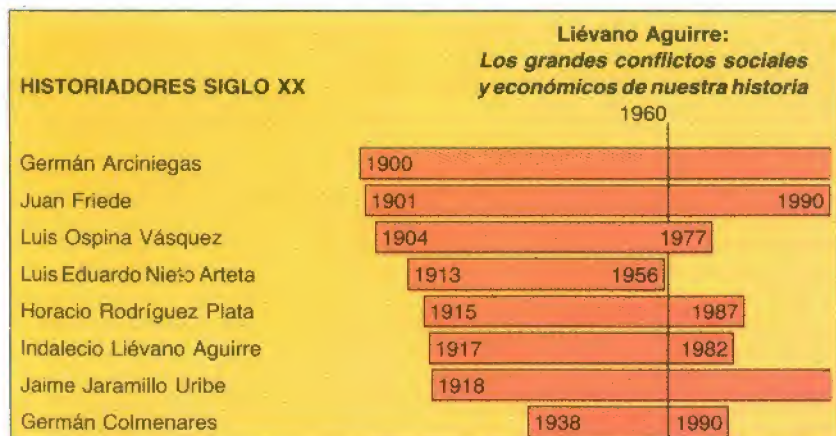 Liévano Aguirre:
Los grandes conflictos sociales
HISTORIADORES SIGLO XX y económicos de nuestra historia
1960
Germán Arciniegas 1900
Juan Friede 1901 1990
Luis Ospina Vásquez 1904 1977
Luis Eduardo Nieto Arteta 1913 1956
Horacio Rodríguez Plata 1915 1987
Indalecio Liévano Aguirre 1917 1982
Jaime Jaramillo Uribe 1918
Germán Colmenares 1938 1990